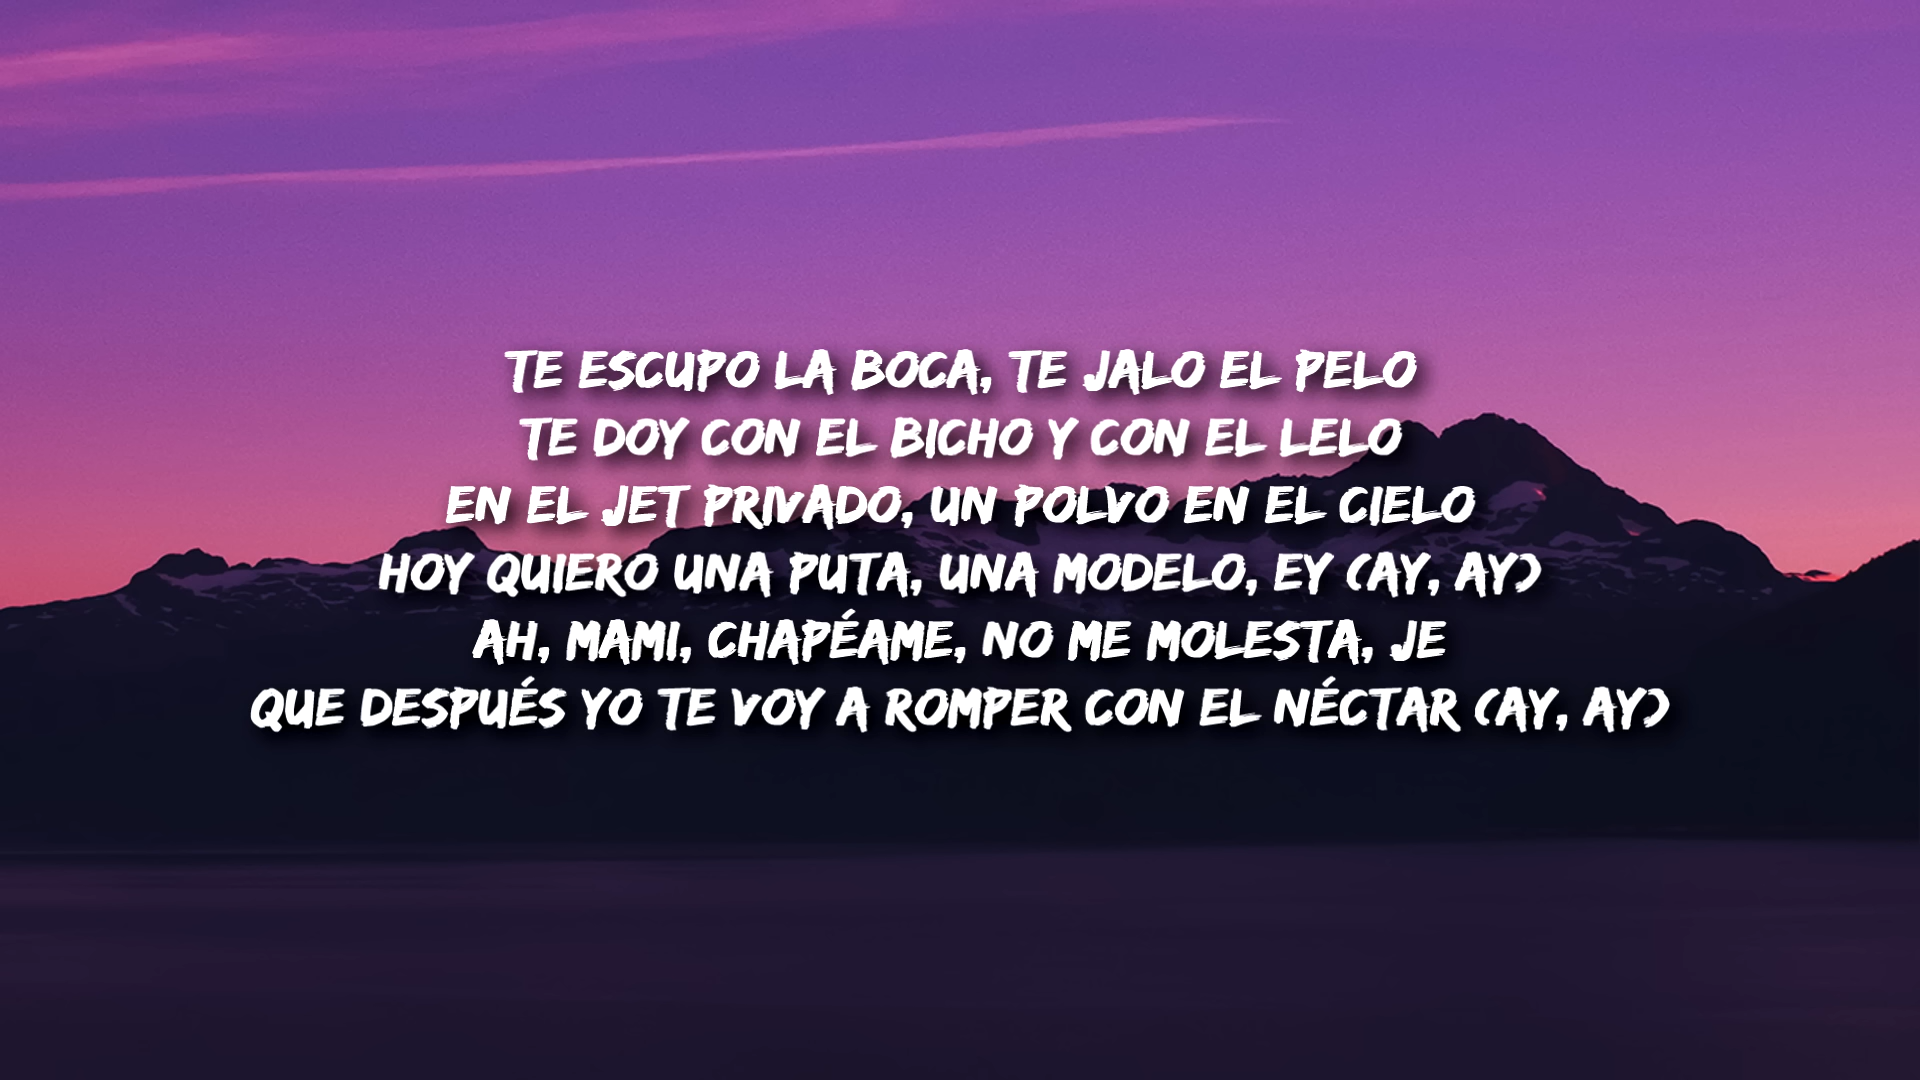 TE ESCUPO LA BOCA, TE JALO EL PELO
TE DOY CON EL BICHO Y CON EL LELO
EN EL JET PRIVADO, UN POLVO EN EL CIELO
HOY QUIERO UNA PUTA, UNA MODELO, EY (AY, AY)
AH, MAMI, CHAPÉAME, NO ME MOLESTA, JE
QUE DESPUÉS YO TE VOY A ROMPER CON EL NÉCTAR (AY, AY)